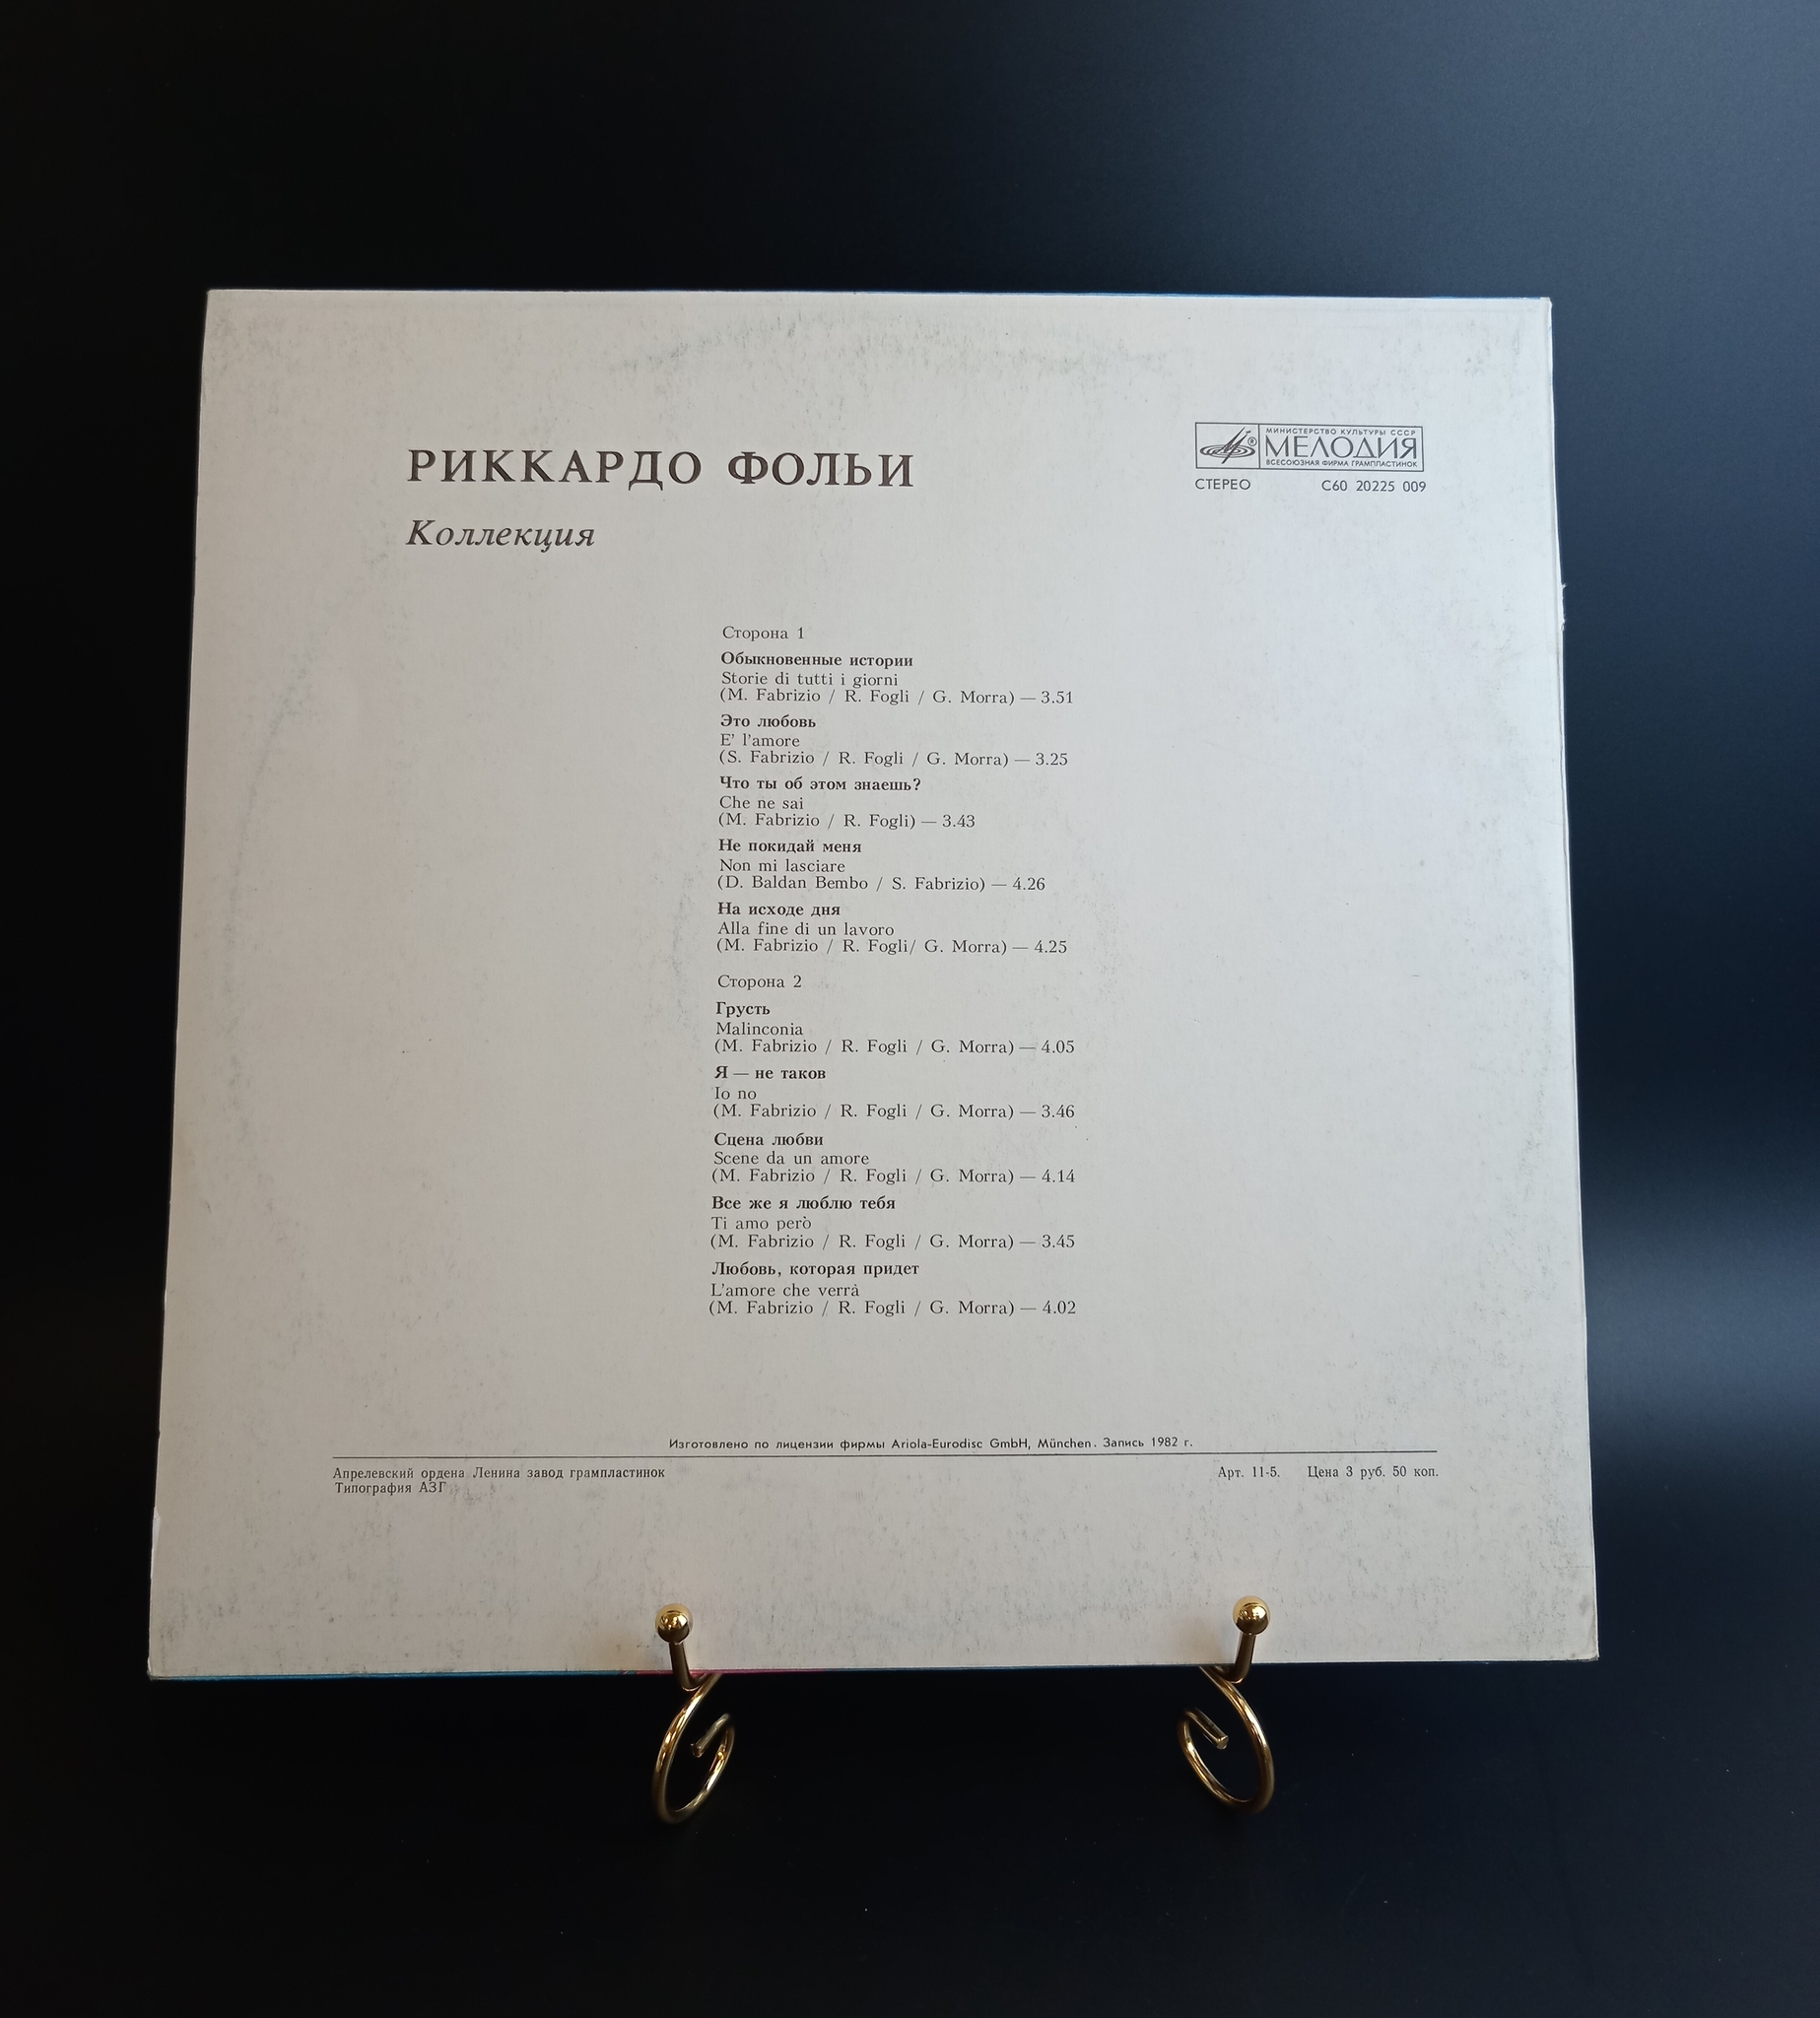 РИККАРДО ФОЛЬИ
Коллекция
МИНИСТЕРСТВО КУЛЬТУРЫ СССР
МЕЛОДИЯ
ВСЕСОЮЗНАЯ ФИРМА ГРАМПЛАСТИНОК
СТЕРЕО С60 20225 009
Сторона 1
Обыкновенные истории
Storie di tutti i giorni
(M. Fabrizio / R. Fogli / G. Morra) — 3.51
Это любовь
E' l'amore
(S. Fabrizio / R. Fogli / G. Morra) — 3.25
Что ты об этом знаешь?
Che ne sai
(M. Fabrizio / R. Fogli) — 3.43
Не покидай меня
Non mi lasciare
(D. Baldan Bembo / S. Fabrizio) — 4.26
На исходе дня
Alla fine di un lavoro
(M. Fabrizio / R. Fogli/ G. Morra) — 4.25
Сторона 2
Грусть
Malinconia
(M. Fabrizio / R. Fogli / G. Morra) — 4.05
Я — не таков
Io no
(M. Fabrizio / R. Fogli / G. Morra) — 3.46
Сцена любви
Scene da un amore
(M. Fabrizio / R. Fogli / G. Morra) — 4.14
Все же я люблю тебя
Ti amo però
(M. Fabrizio / R. Fogli / G. Morra) — 3.45
Любовь, которая придет
L'amore che verrà
(M. Fabrizio / R. Fogli / G. Morra) — 4.02
Изготовлено по лицензии фирмы Ariola-Eurodisc GmbH, München. Запись 1982 г.
Апрелевский ордена Ленина завод грампластинок Арт. 11-5. Цена 3 руб. 50 коп.
Типография АЗГ